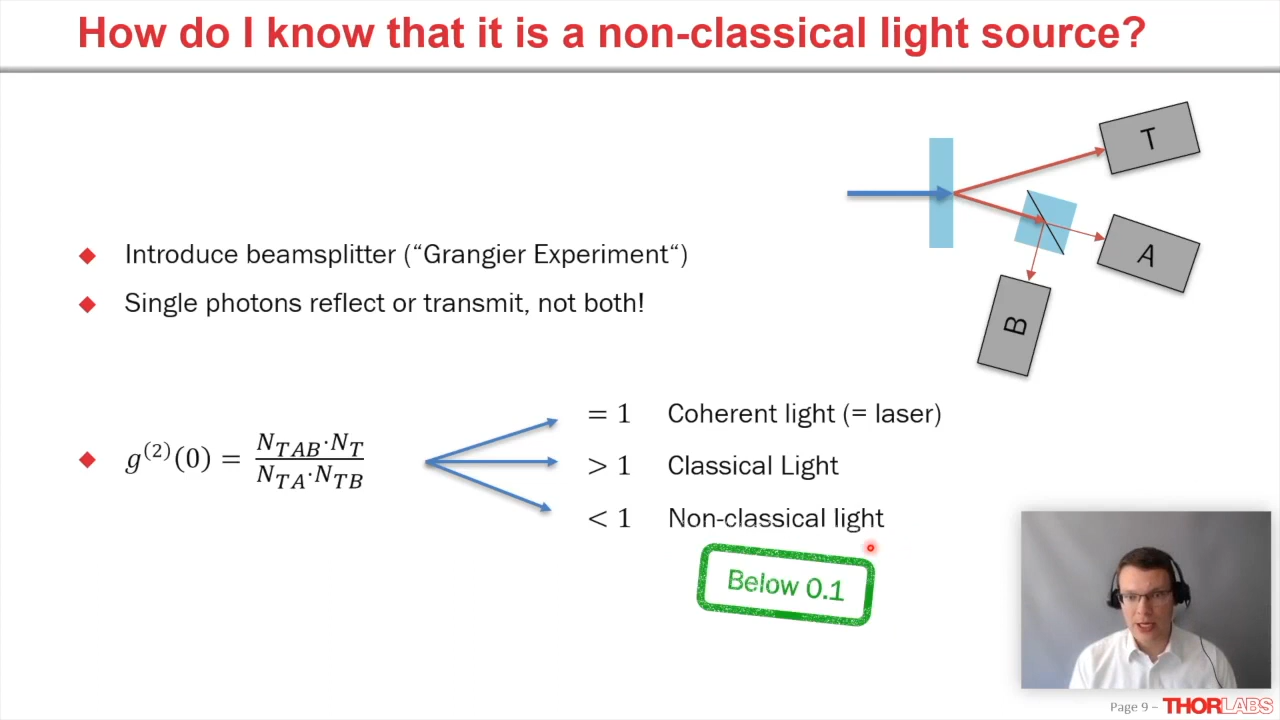 How do I know that it is a non-classical light source?
T
A
B
◆ Introduce beamsplitter (“Grangier Experiment“)
◆ Single photons reflect or transmit, not both!
◆ g⁽²⁾(0) = N_TAB·N_T / N_TA·N_TB
= 1 Coherent light (= laser)
> 1 Classical Light
< 1 Non-classical light
Below 0.1
Page 9 – THORLABS